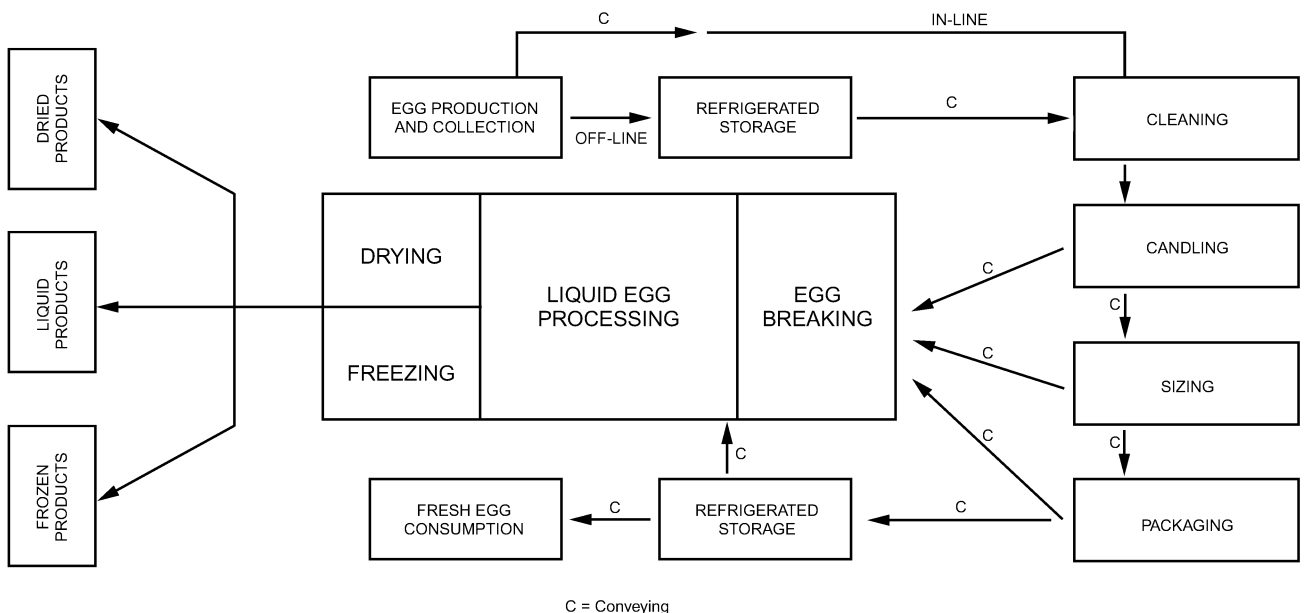 C
IN-LINE
DRIED
PRODUCTS
EGG PRODUCTION
AND COLLECTION
OFF-LINE
REFRIGERATED
STORAGE
C
CLEANING
DRYING
FREEZING
LIQUID EGG
PROCESSING
EGG
BREAKING
C
CANDLING
C
LIQUID
PRODUCTS
C
SIZING
C
C
C
FROZEN
PRODUCTS
FRESH EGG
CONSUMPTION
C
REFRIGERATED
STORAGE
C
PACKAGING
C = Conveying